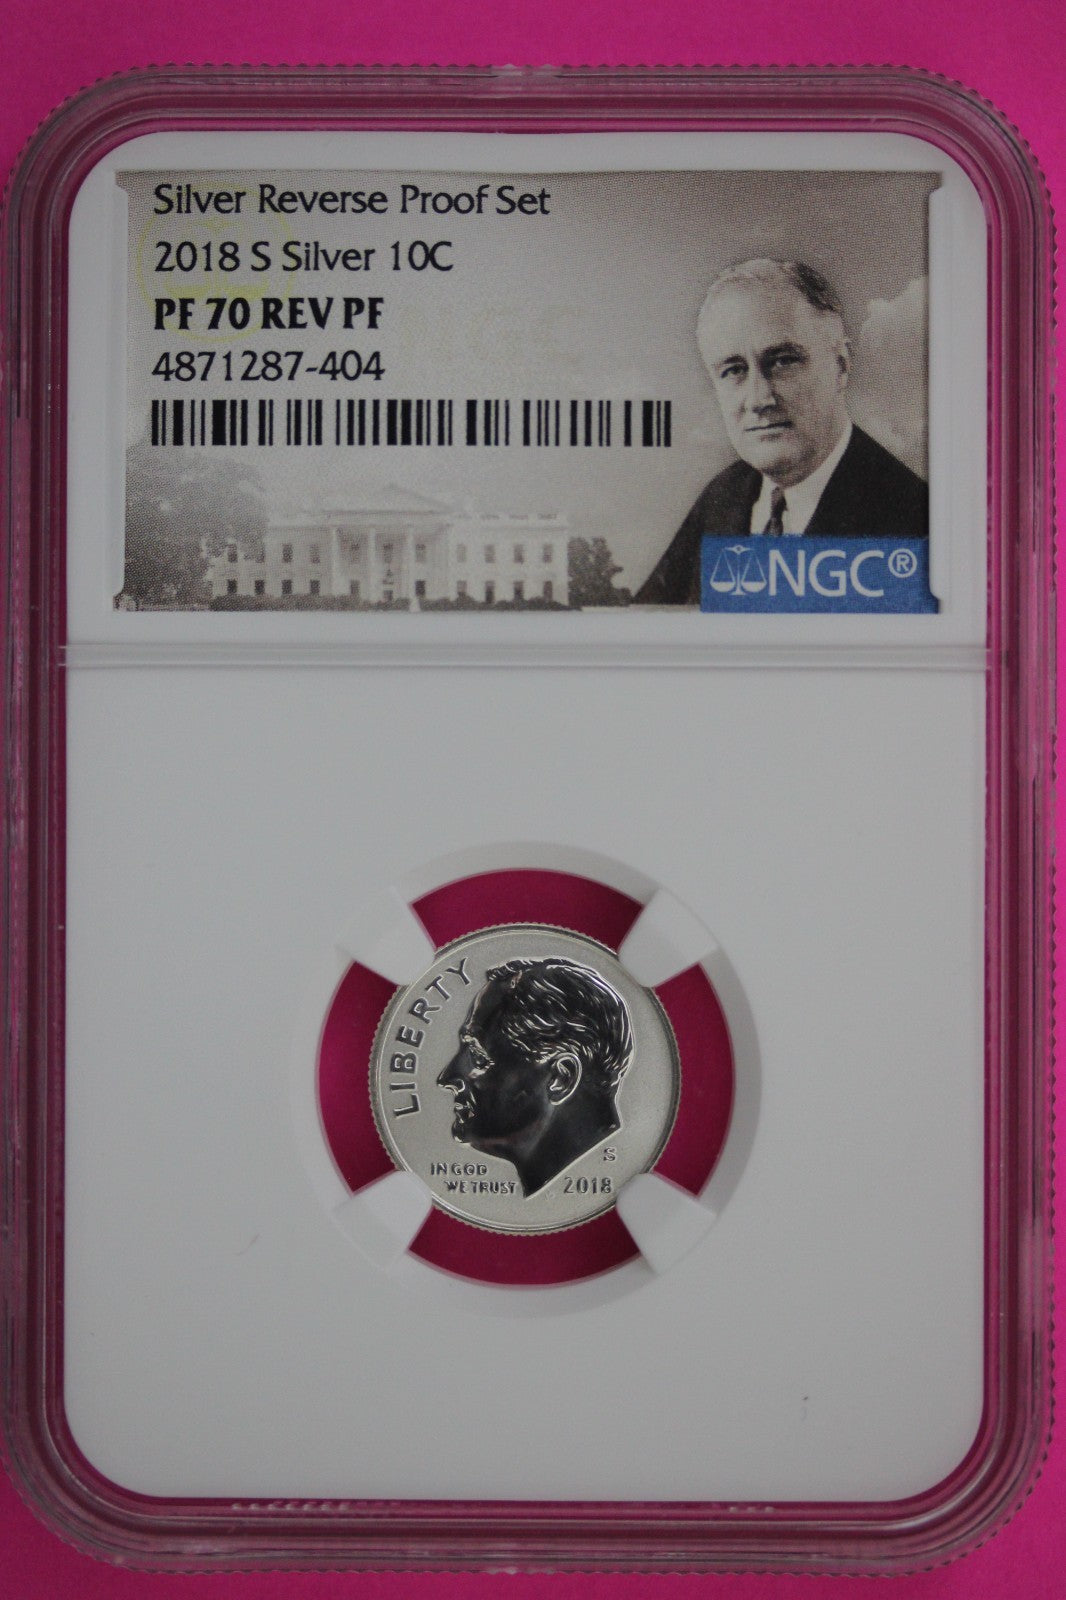 Silver Reverse Proof Set
2018 S Silver 10C
PF 70 REV PF
4871287-404
NGC
NGC®
LIBERTY
IN GOD
WE TRUST
S
2018